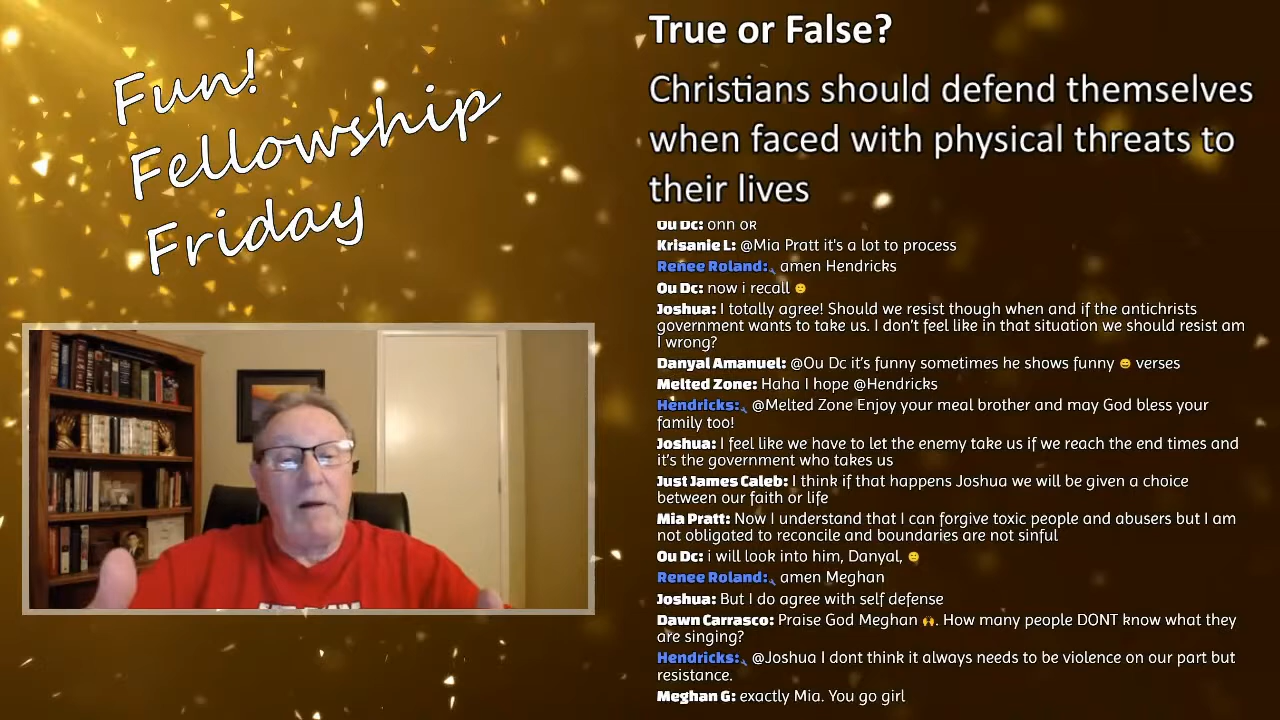 Fun!
Fellowship
Friday
True or False?
Christians should defend themselves
when faced with physical threats to
their lives
Ou Dc: ohh ok
Krisanie L: @Mia Pratt it's a lot to process
Renee Roland: amen Hendricks
Ou Dc: now i recall 🙂
Joshua: I totally agree! Should we resist though when and if the antichrists
government wants to take us. I don't feel like in that situation we should resist am
I wrong?
Danyal Amanuel: @Ou Dc it's funny sometimes he shows funny 😄 verses
Melted Zone: Haha I hope @Hendricks
Hendricks: @Melted Zone Enjoy your meal brother and may God bless your
family too!
Joshua: I feel like we have to let the enemy take us if we reach the end times and
it's the government who takes us
Just James Caleb: I think if that happens Joshua we will be given a choice
between our faith or life
Mia Pratt: Now I understand that I can forgive toxic people and abusers but I am
not obligated to reconcile and boundaries are not sinful
Ou Dc: i will look into him, Danyal, 🙂
Renee Roland: amen Meghan
Joshua: But I do agree with self defense
Dawn Carrasco: Praise God Meghan 🙌. How many people DONT know what they
are singing?
Hendricks: @Joshua I dont think it always needs to be violence on our part but
resistance.
Meghan G: exactly Mia. You go girl